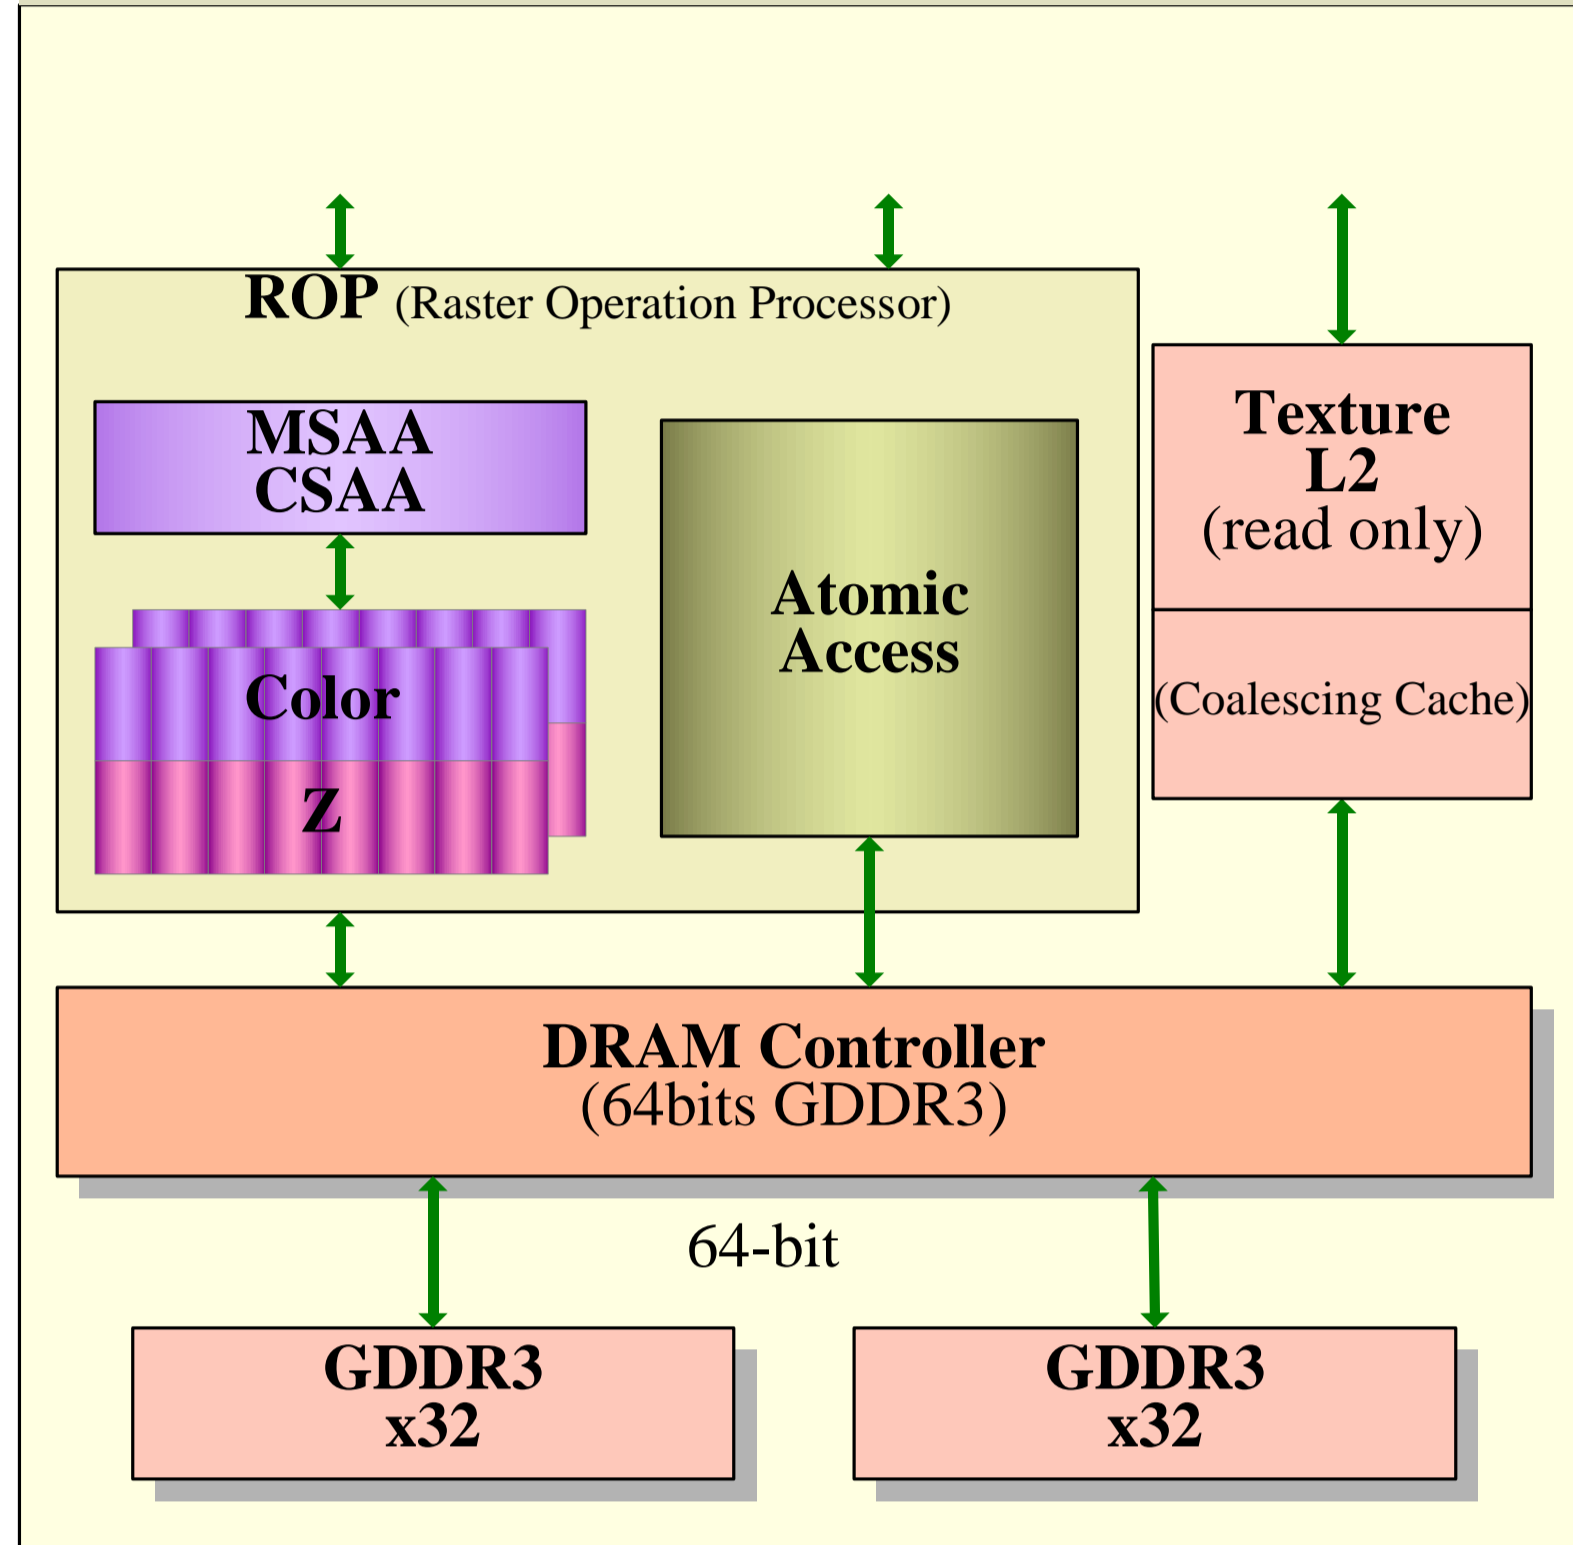 ROP (Raster Operation Processor)
MSAA
CSAA
Color
Z
Atomic
Access
Texture
L2
(read only)
(Coalescing Cache)
DRAM Controller
(64bits GDDR3)
64-bit
GDDR3
x32
GDDR3
x32